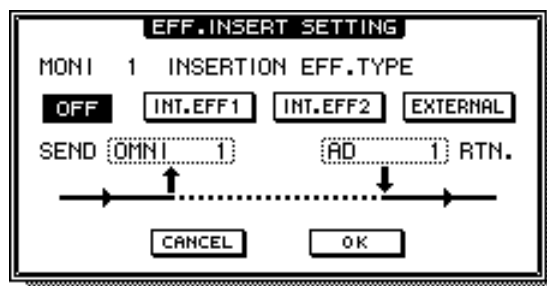 EFF.INSERT SETTING
MONI 1 INSERTION EFF.TYPE
OFF INT.EFF1 INT.EFF2 EXTERNAL
SEND OMNI 1 AD 1 RTN.
CANCEL OK